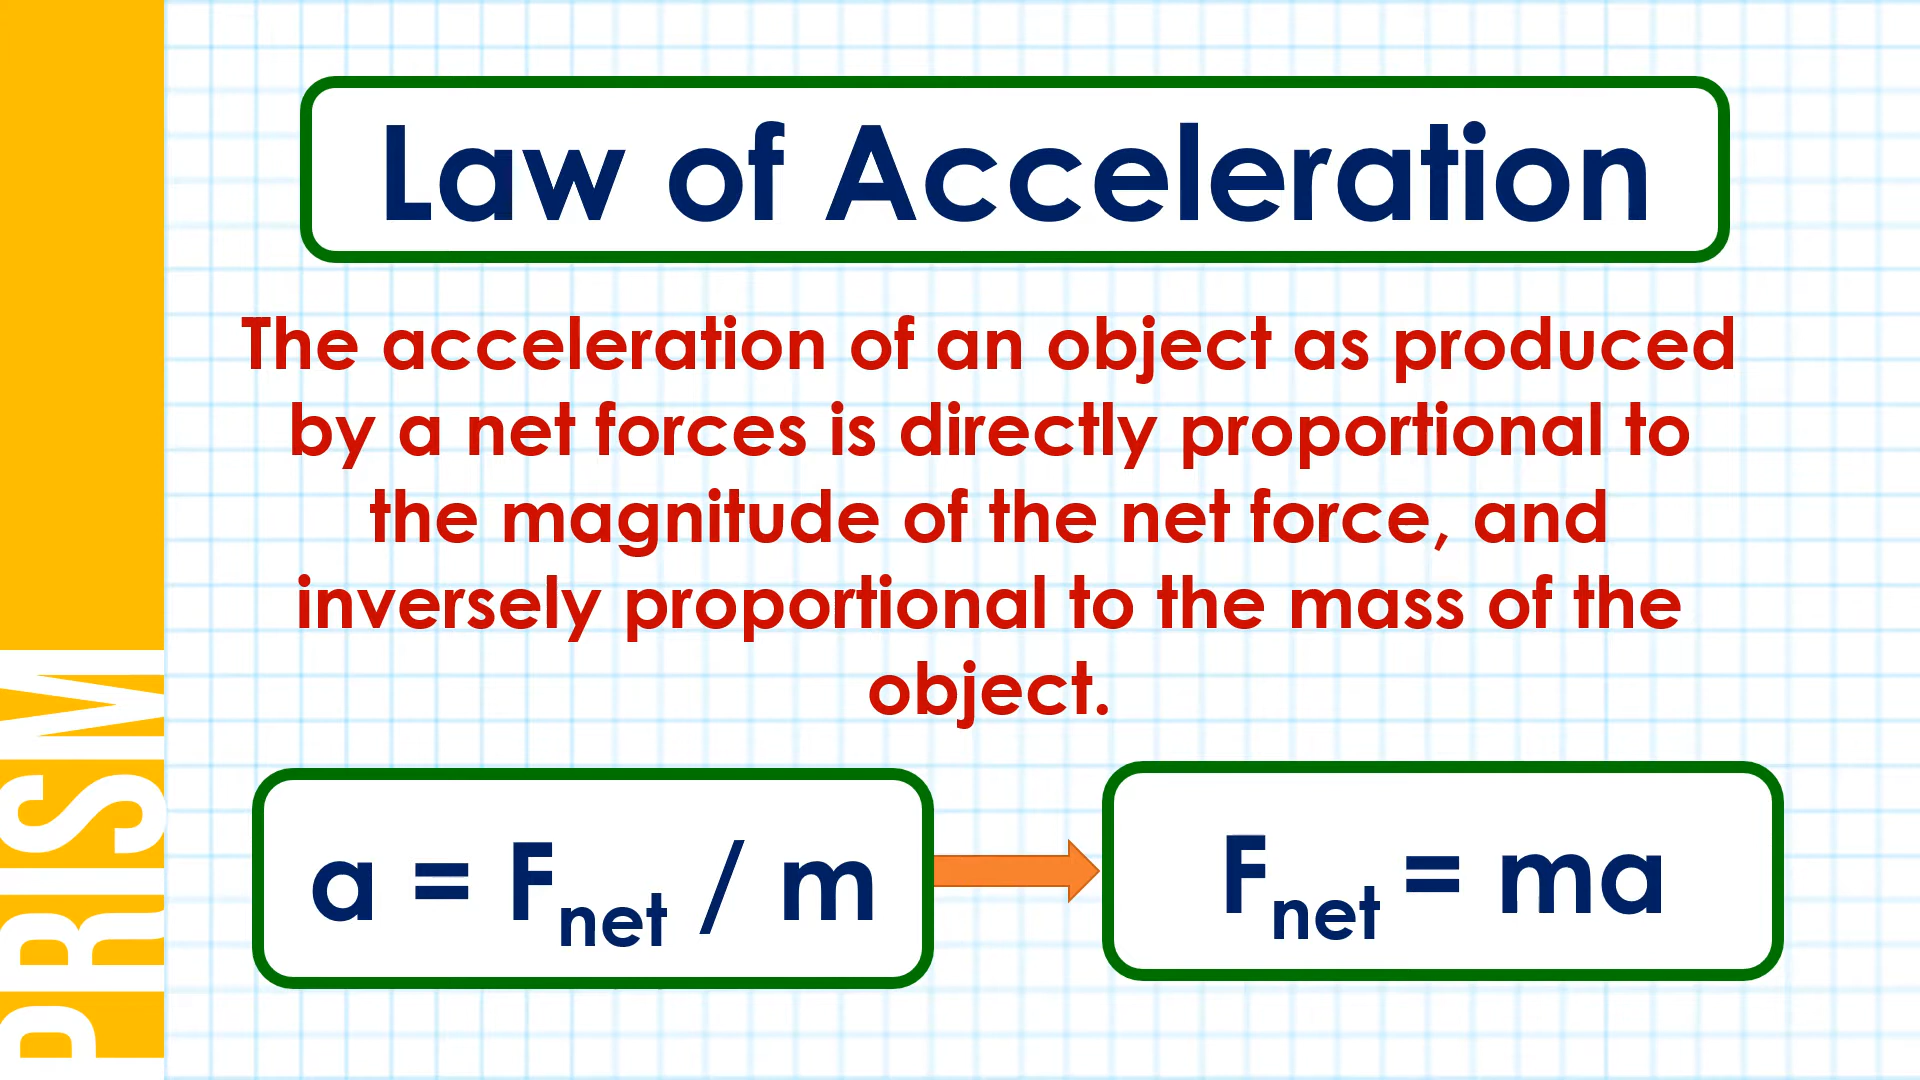 Law of Acceleration
The acceleration of an object as produced
by a net forces is directly proportional to
the magnitude of the net force, and
inversely proportional to the mass of the
object.
a = Fnet / m
Fnet = ma
PRISM